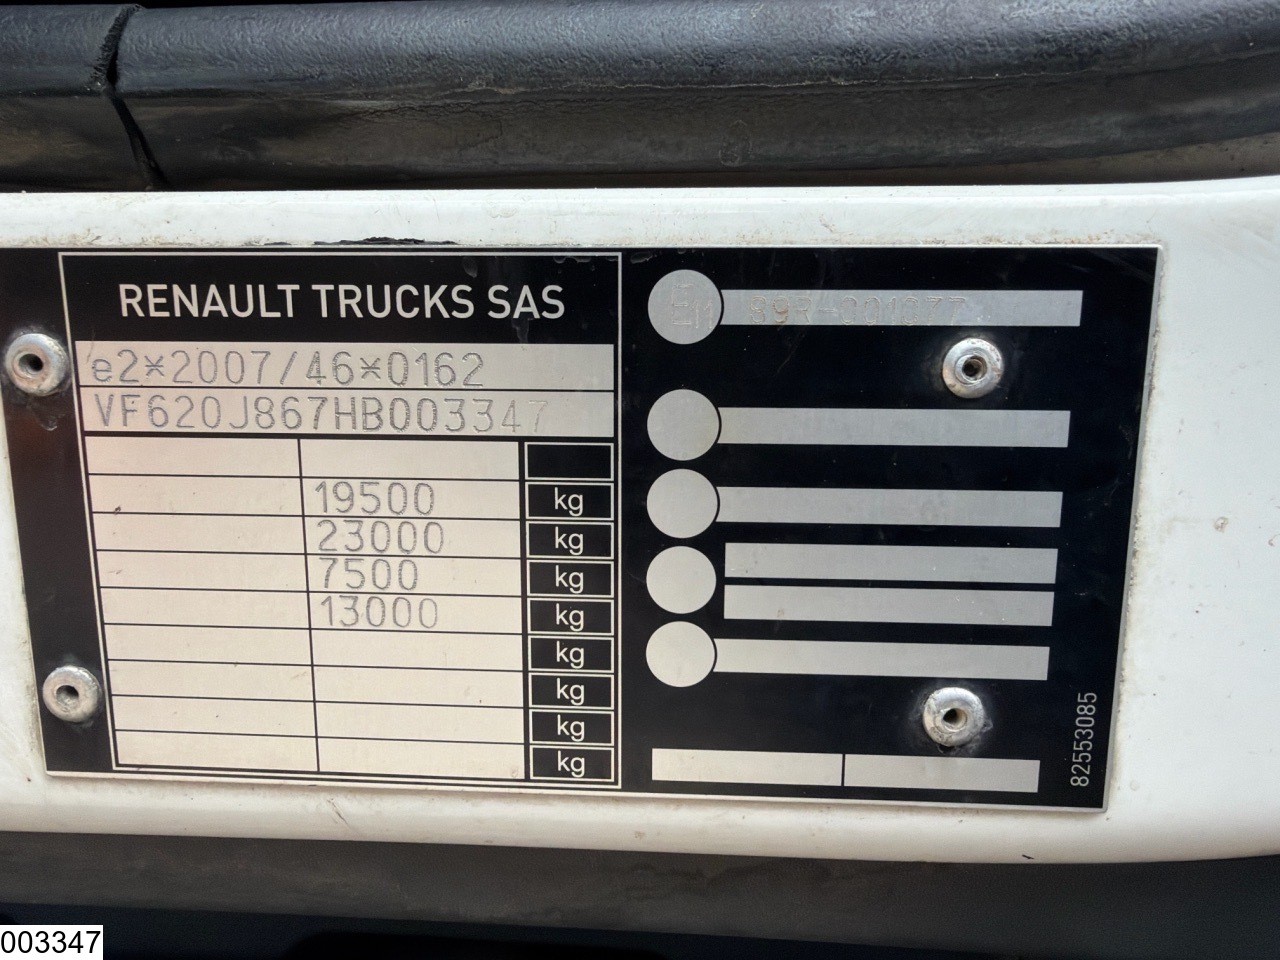 RENAULT TRUCKS SAS
e2*2007/46*0162
VF620J867HB003347
19500 kg
23000 kg
7500 kg
13000 kg
kg
kg
kg
kg
82553085
003347